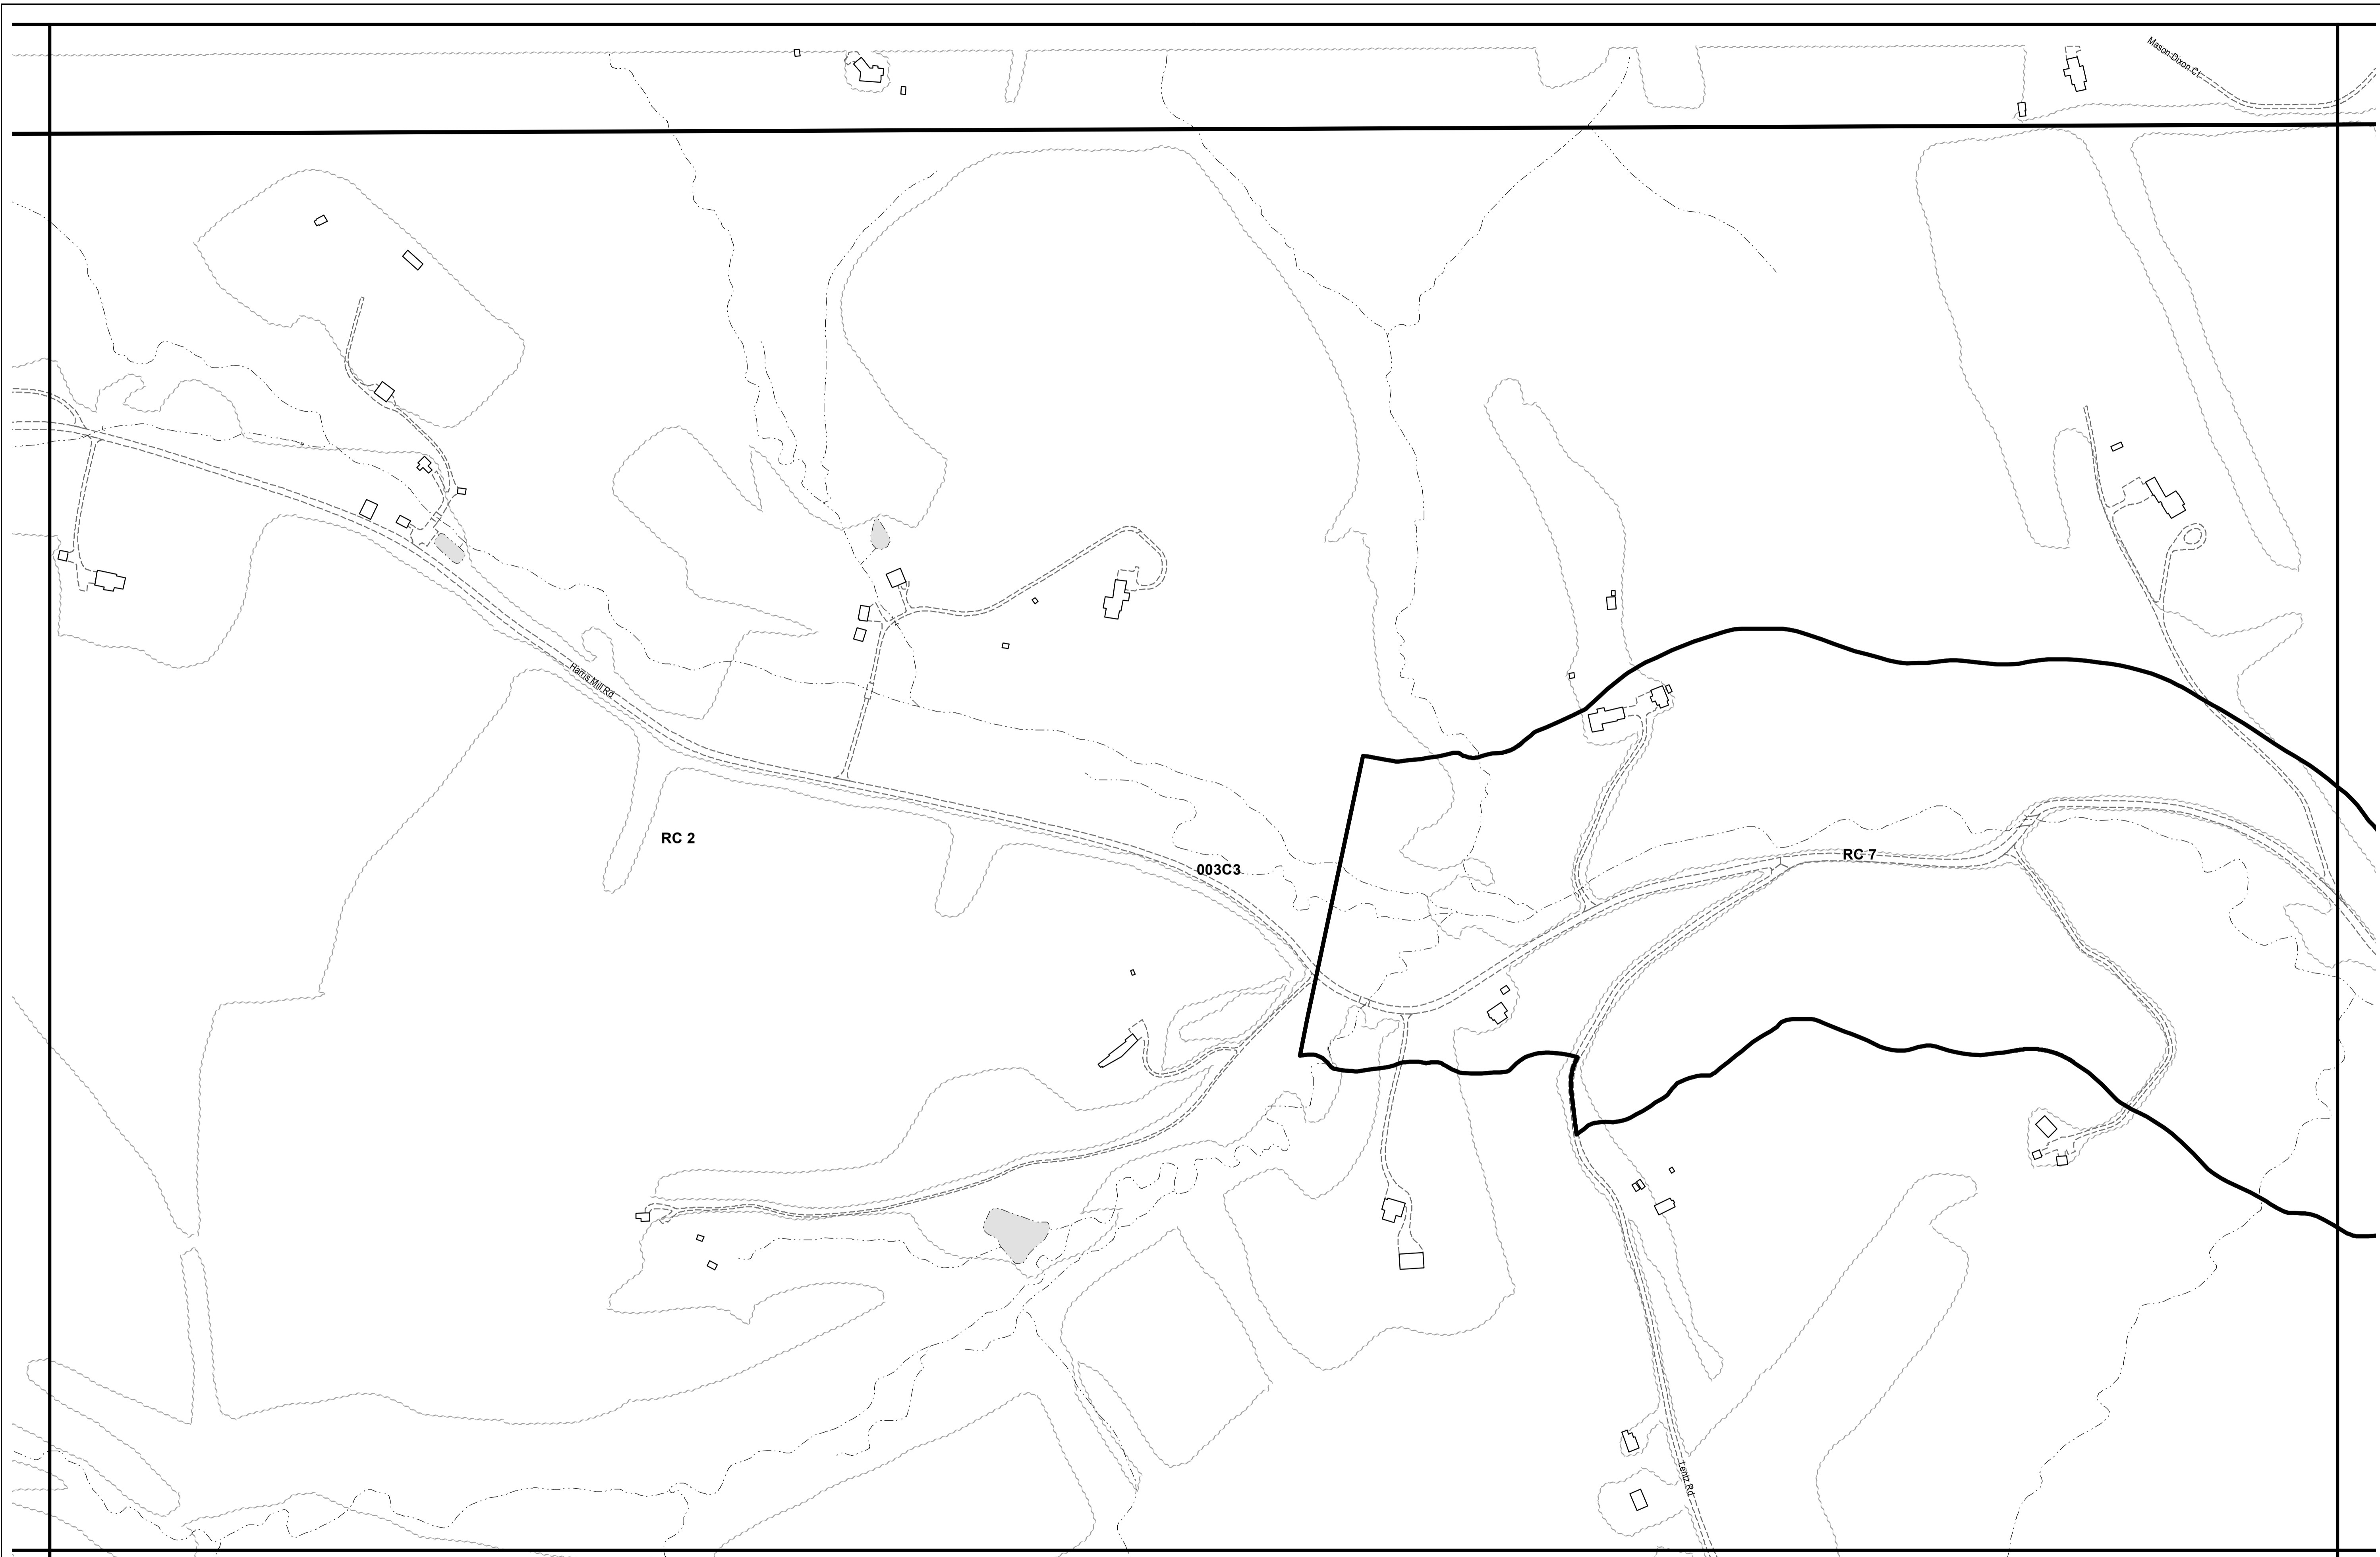 Mason-Dixon Ct
Harris Mill Rd
RC 2
003C3
RC 7
Lentz Rd